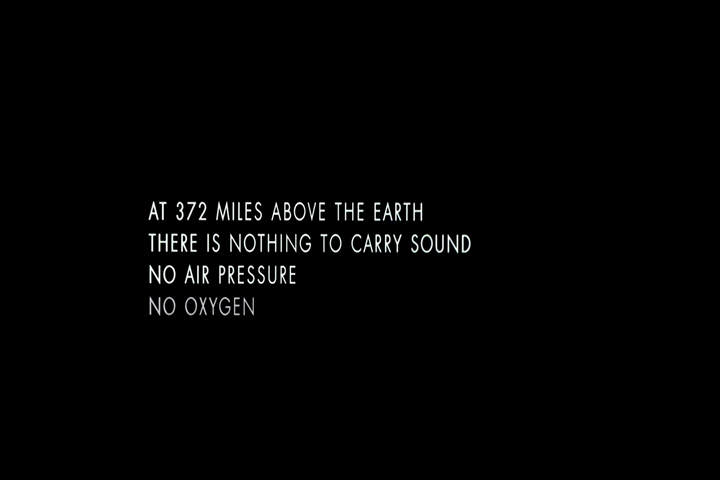 AT 372 MILES ABOVE THE EARTH
THERE IS NOTHING TO CARRY SOUND
NO AIR PRESSURE
NO OXYGEN